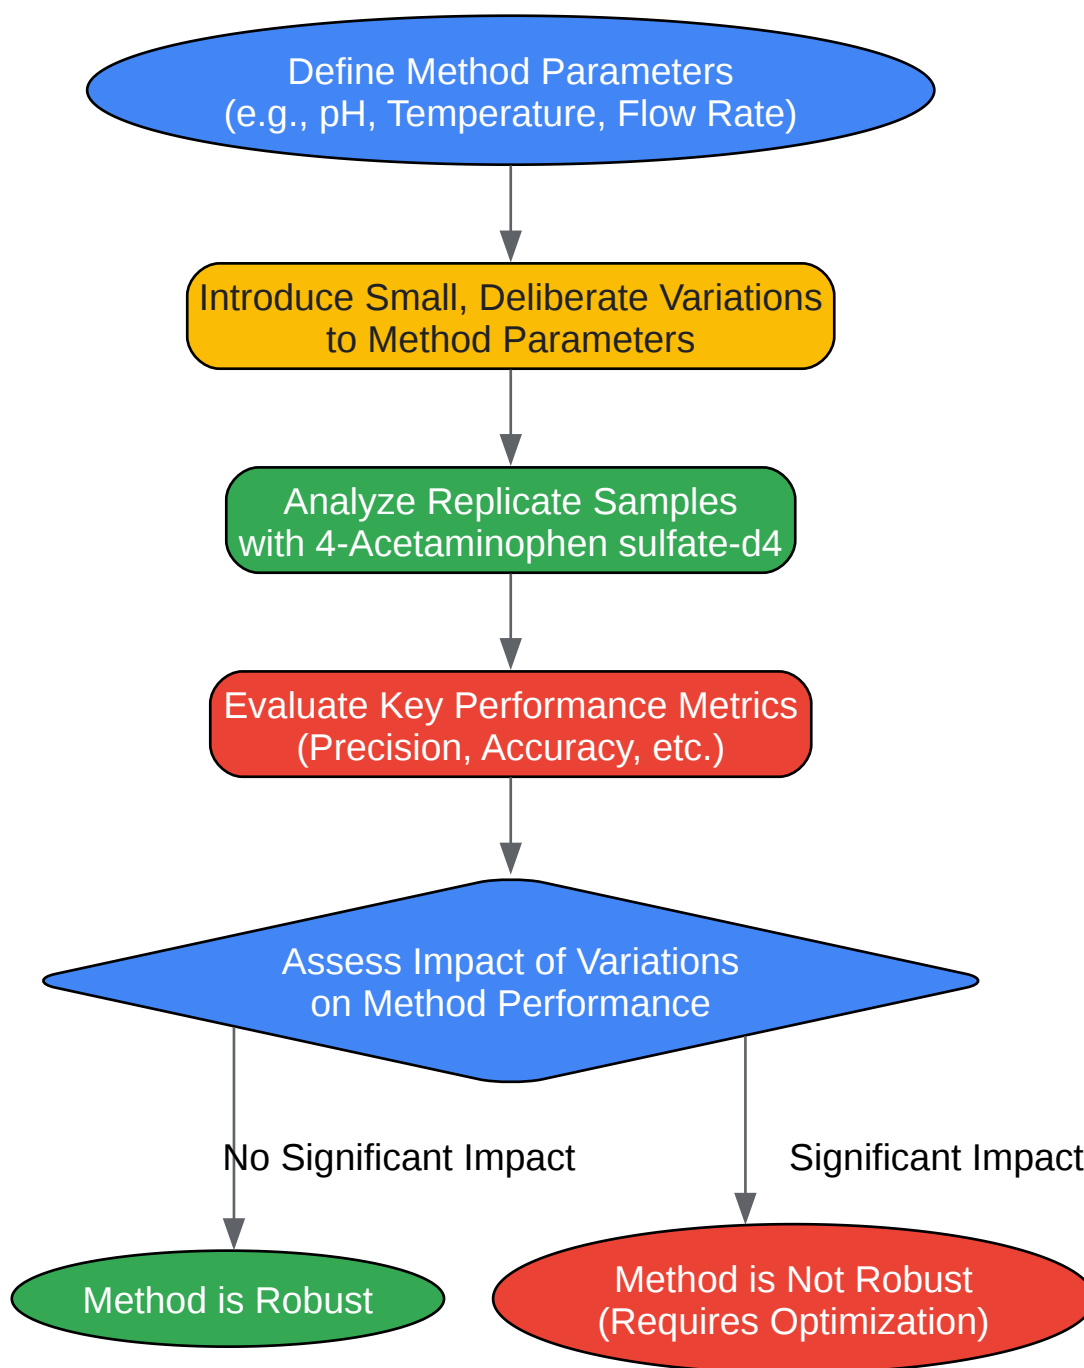 Define Method Parameters
(e.g., pH, Temperature, Flow Rate)
Introduce Small, Deliberate Variations
to Method Parameters
Analyze Replicate Samples
with 4-Acetaminophen sulfate-d4
Evaluate Key Performance Metrics
(Precision, Accuracy, etc.)
Assess Impact of Variations
on Method Performance
No Significant Impact
Significant Impact
Method is Robust
Method is Not Robust
(Requires Optimization)